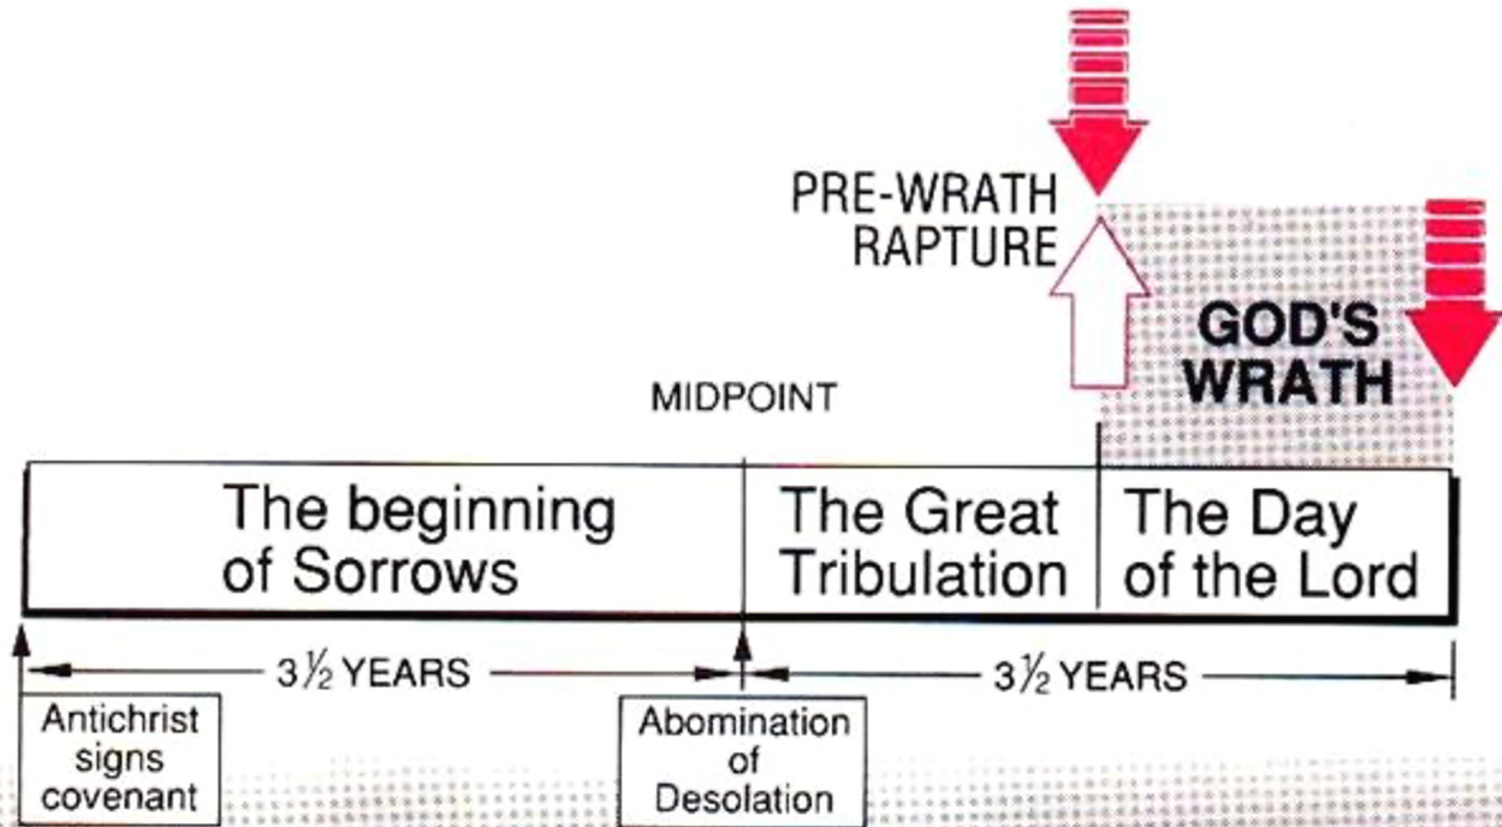 PRE-WRATH
RAPTURE
GOD'S
WRATH
MIDPOINT
The beginning
of Sorrows
The Great
Tribulation
The Day
of the Lord
3½ YEARS
3½ YEARS
Antichrist
signs
covenant
Abomination
of
Desolation